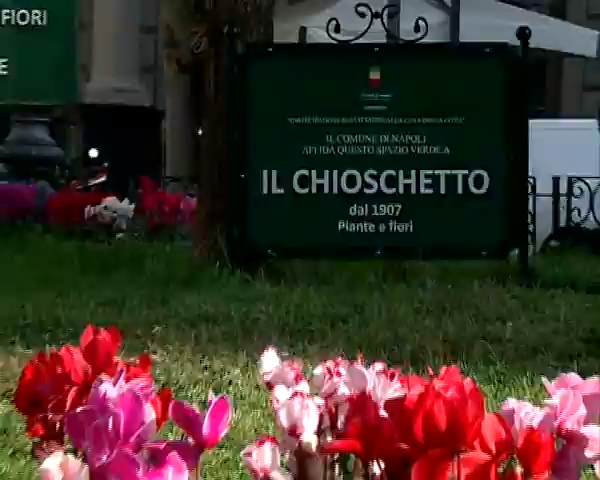 FIORI
E
IL COMUNE DI NAPOLI
AFFIDA QUESTO SPAZIO VERDE A
IL CHIOSCHETTO
dal 1907
Piante e fiori